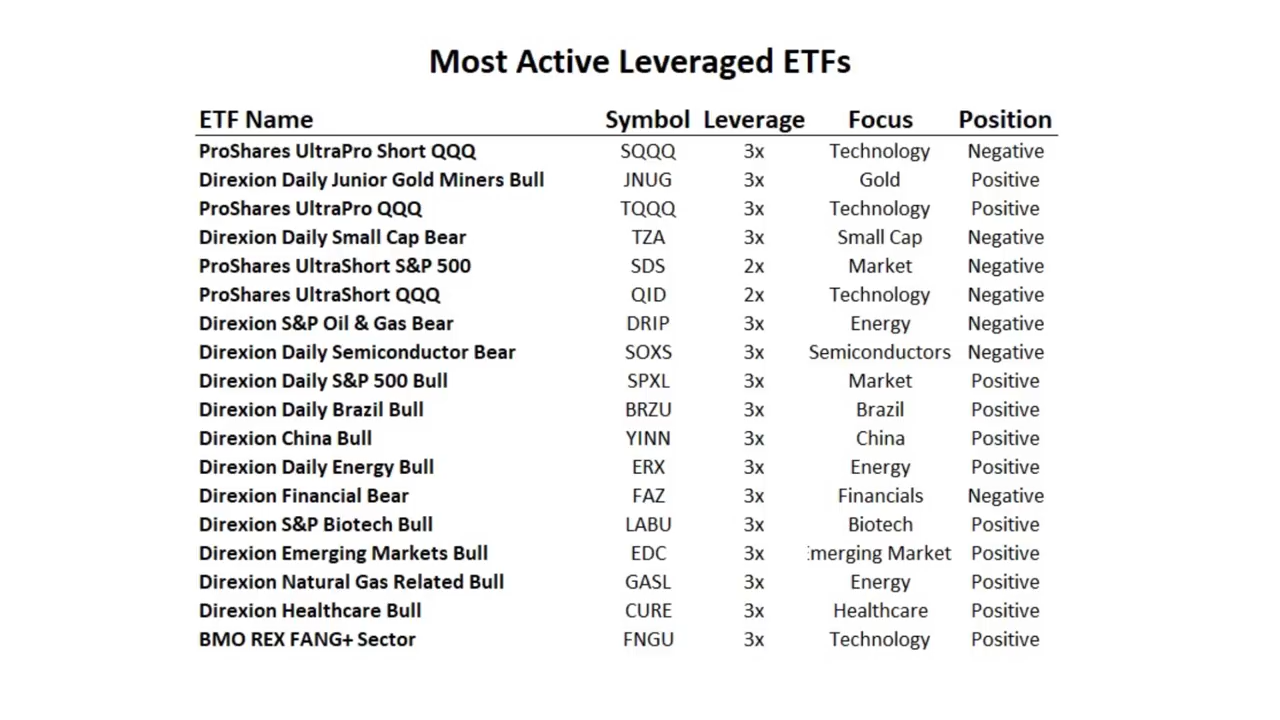 Most Active Leveraged ETFs
ETF Name Symbol Leverage Focus Position
ProShares UltraPro Short QQQ SQQQ 3x Technology Negative
Direxion Daily Junior Gold Miners Bull JNUG 3x Gold Positive
ProShares UltraPro QQQ TQQQ 3x Technology Positive
Direxion Daily Small Cap Bear TZA 3x Small Cap Negative
ProShares UltraShort S&P 500 SDS 2x Market Negative
ProShares UltraShort QQQ QID 2x Technology Negative
Direxion S&P Oil & Gas Bear DRIP 3x Energy Negative
Direxion Daily Semiconductor Bear SOXS 3x Semiconductors Negative
Direxion Daily S&P 500 Bull SPXL 3x Market Positive
Direxion Daily Brazil Bull BRZU 3x Brazil Positive
Direxion China Bull YINN 3x China Positive
Direxion Daily Energy Bull ERX 3x Energy Positive
Direxion Financial Bear FAZ 3x Financials Negative
Direxion S&P Biotech Bull LABU 3x Biotech Positive
Direxion Emerging Markets Bull EDC 3x merging Market Positive
Direxion Natural Gas Related Bull GASL 3x Energy Positive
Direxion Healthcare Bull CURE 3x Healthcare Positive
BMO REX FANG+ Sector FNGU 3x Technology Positive